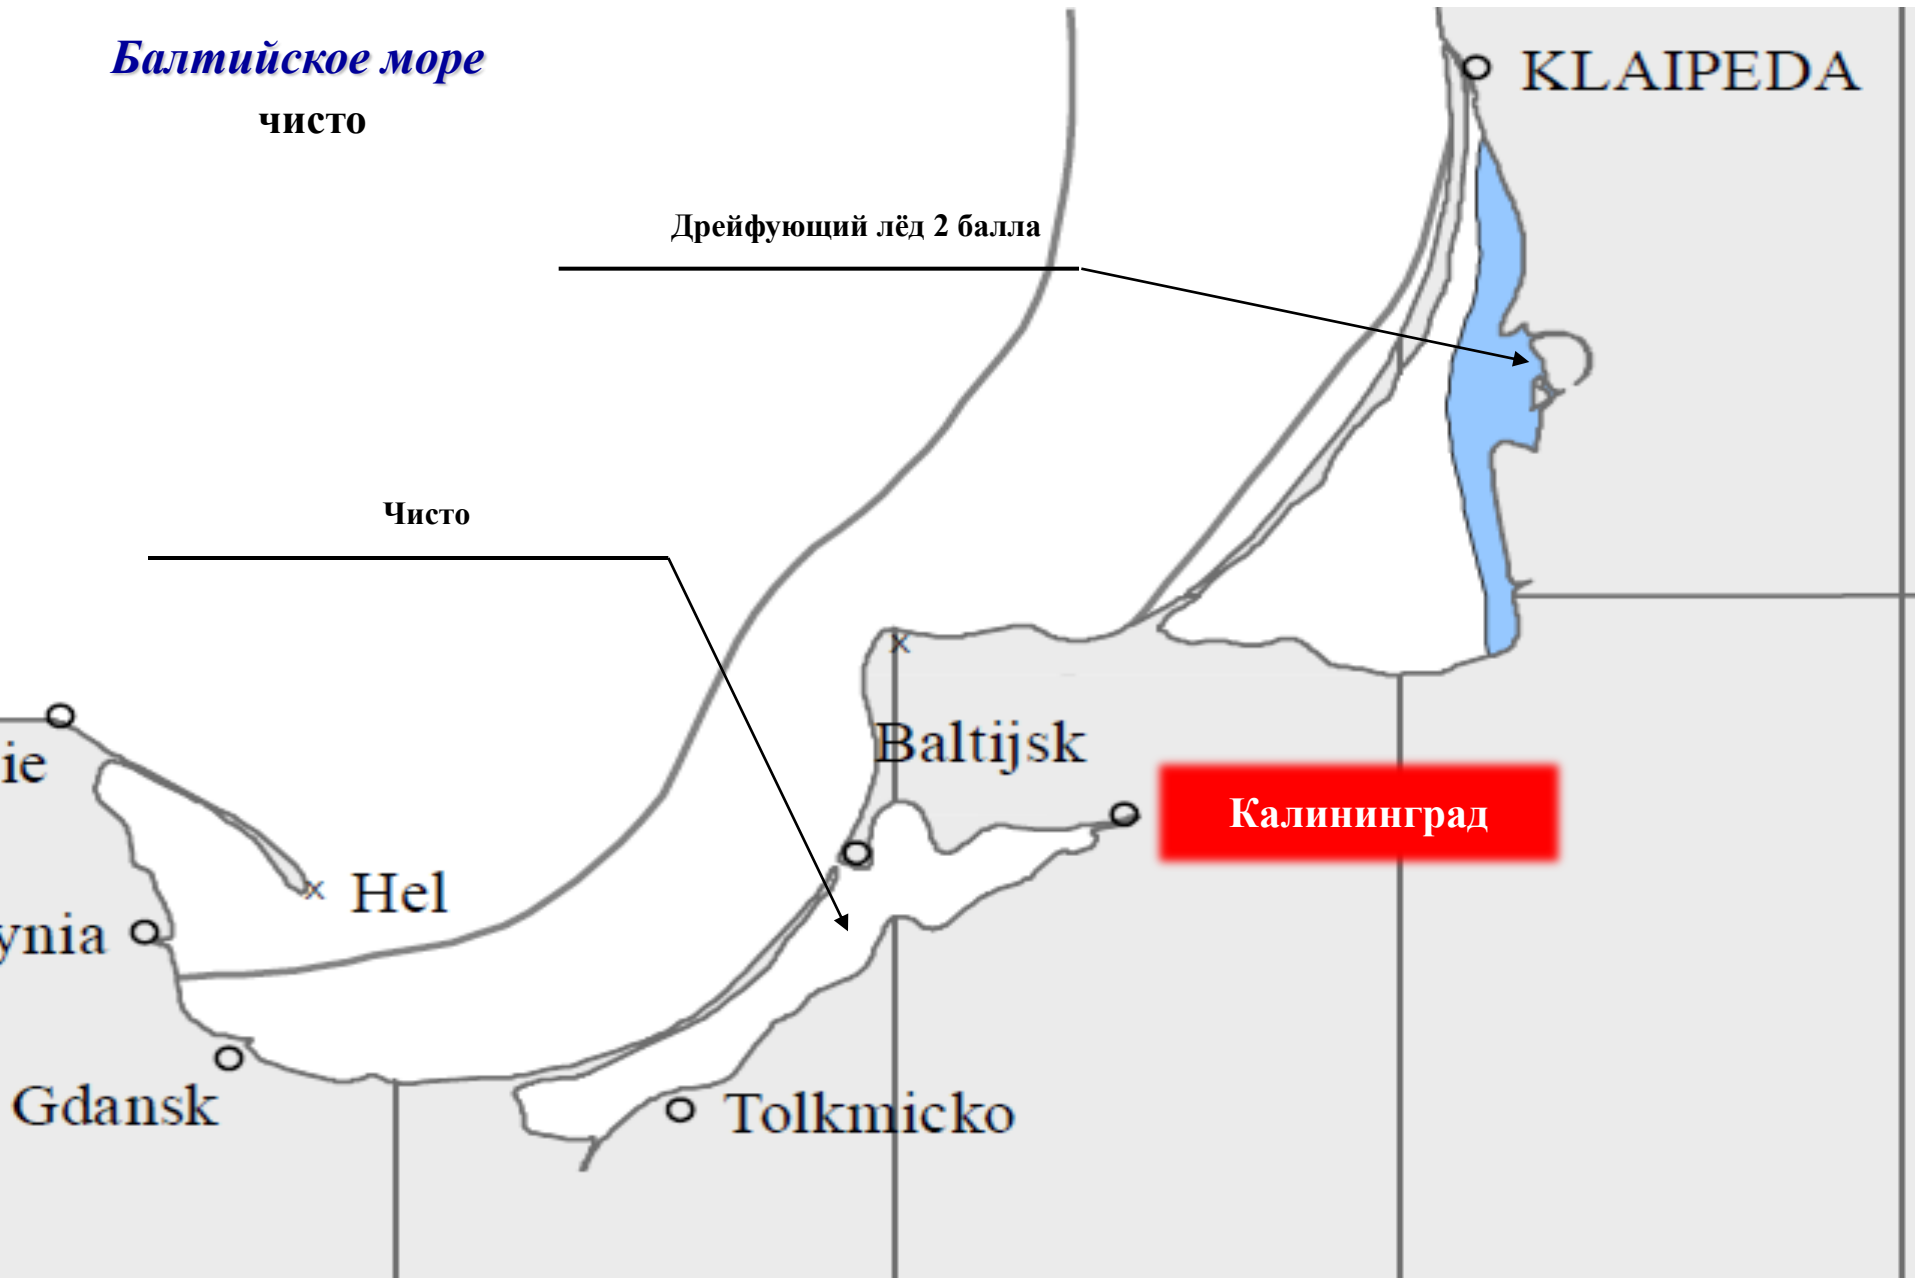 Балтийское море
чисто
KLAIPEDA
Дрейфующий лёд 2 балла
Чисто
Baltijsk
ie
Калининград
Hel
ynia
Gdansk
Tolkmicko